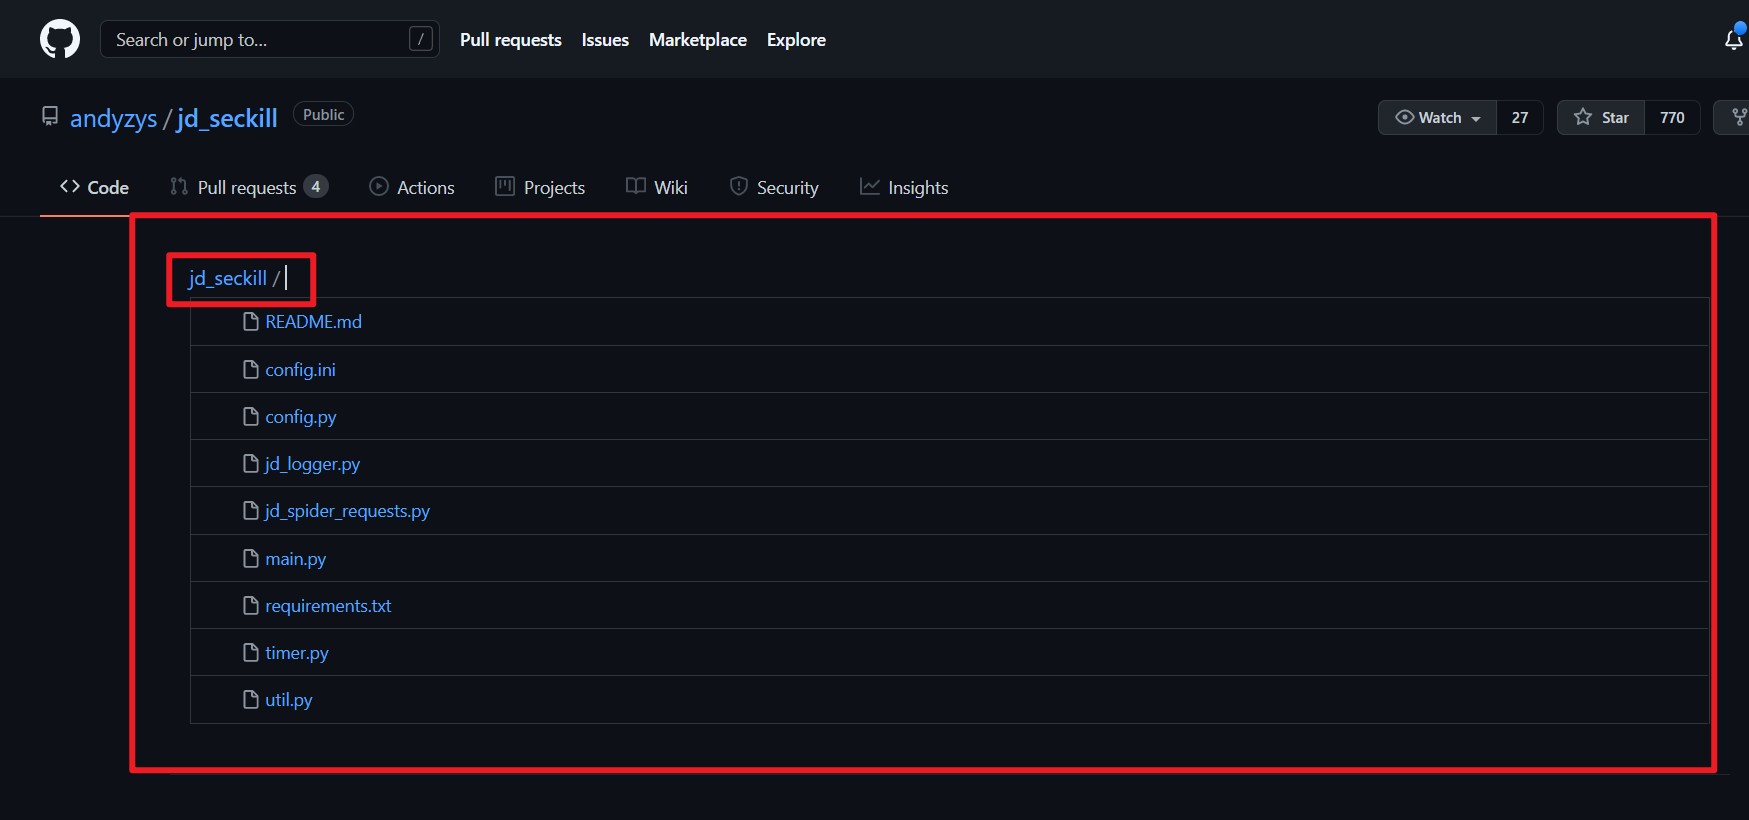 Search or jump to... /
Pull requests Issues Marketplace Explore
andyzys / jd_seckill Public
Watch 27 Star 770
Code Pull requests 4 Actions Projects Wiki Security Insights
jd_seckill /
README.md
config.ini
config.py
jd_logger.py
jd_spider_requests.py
main.py
requirements.txt
timer.py
util.py